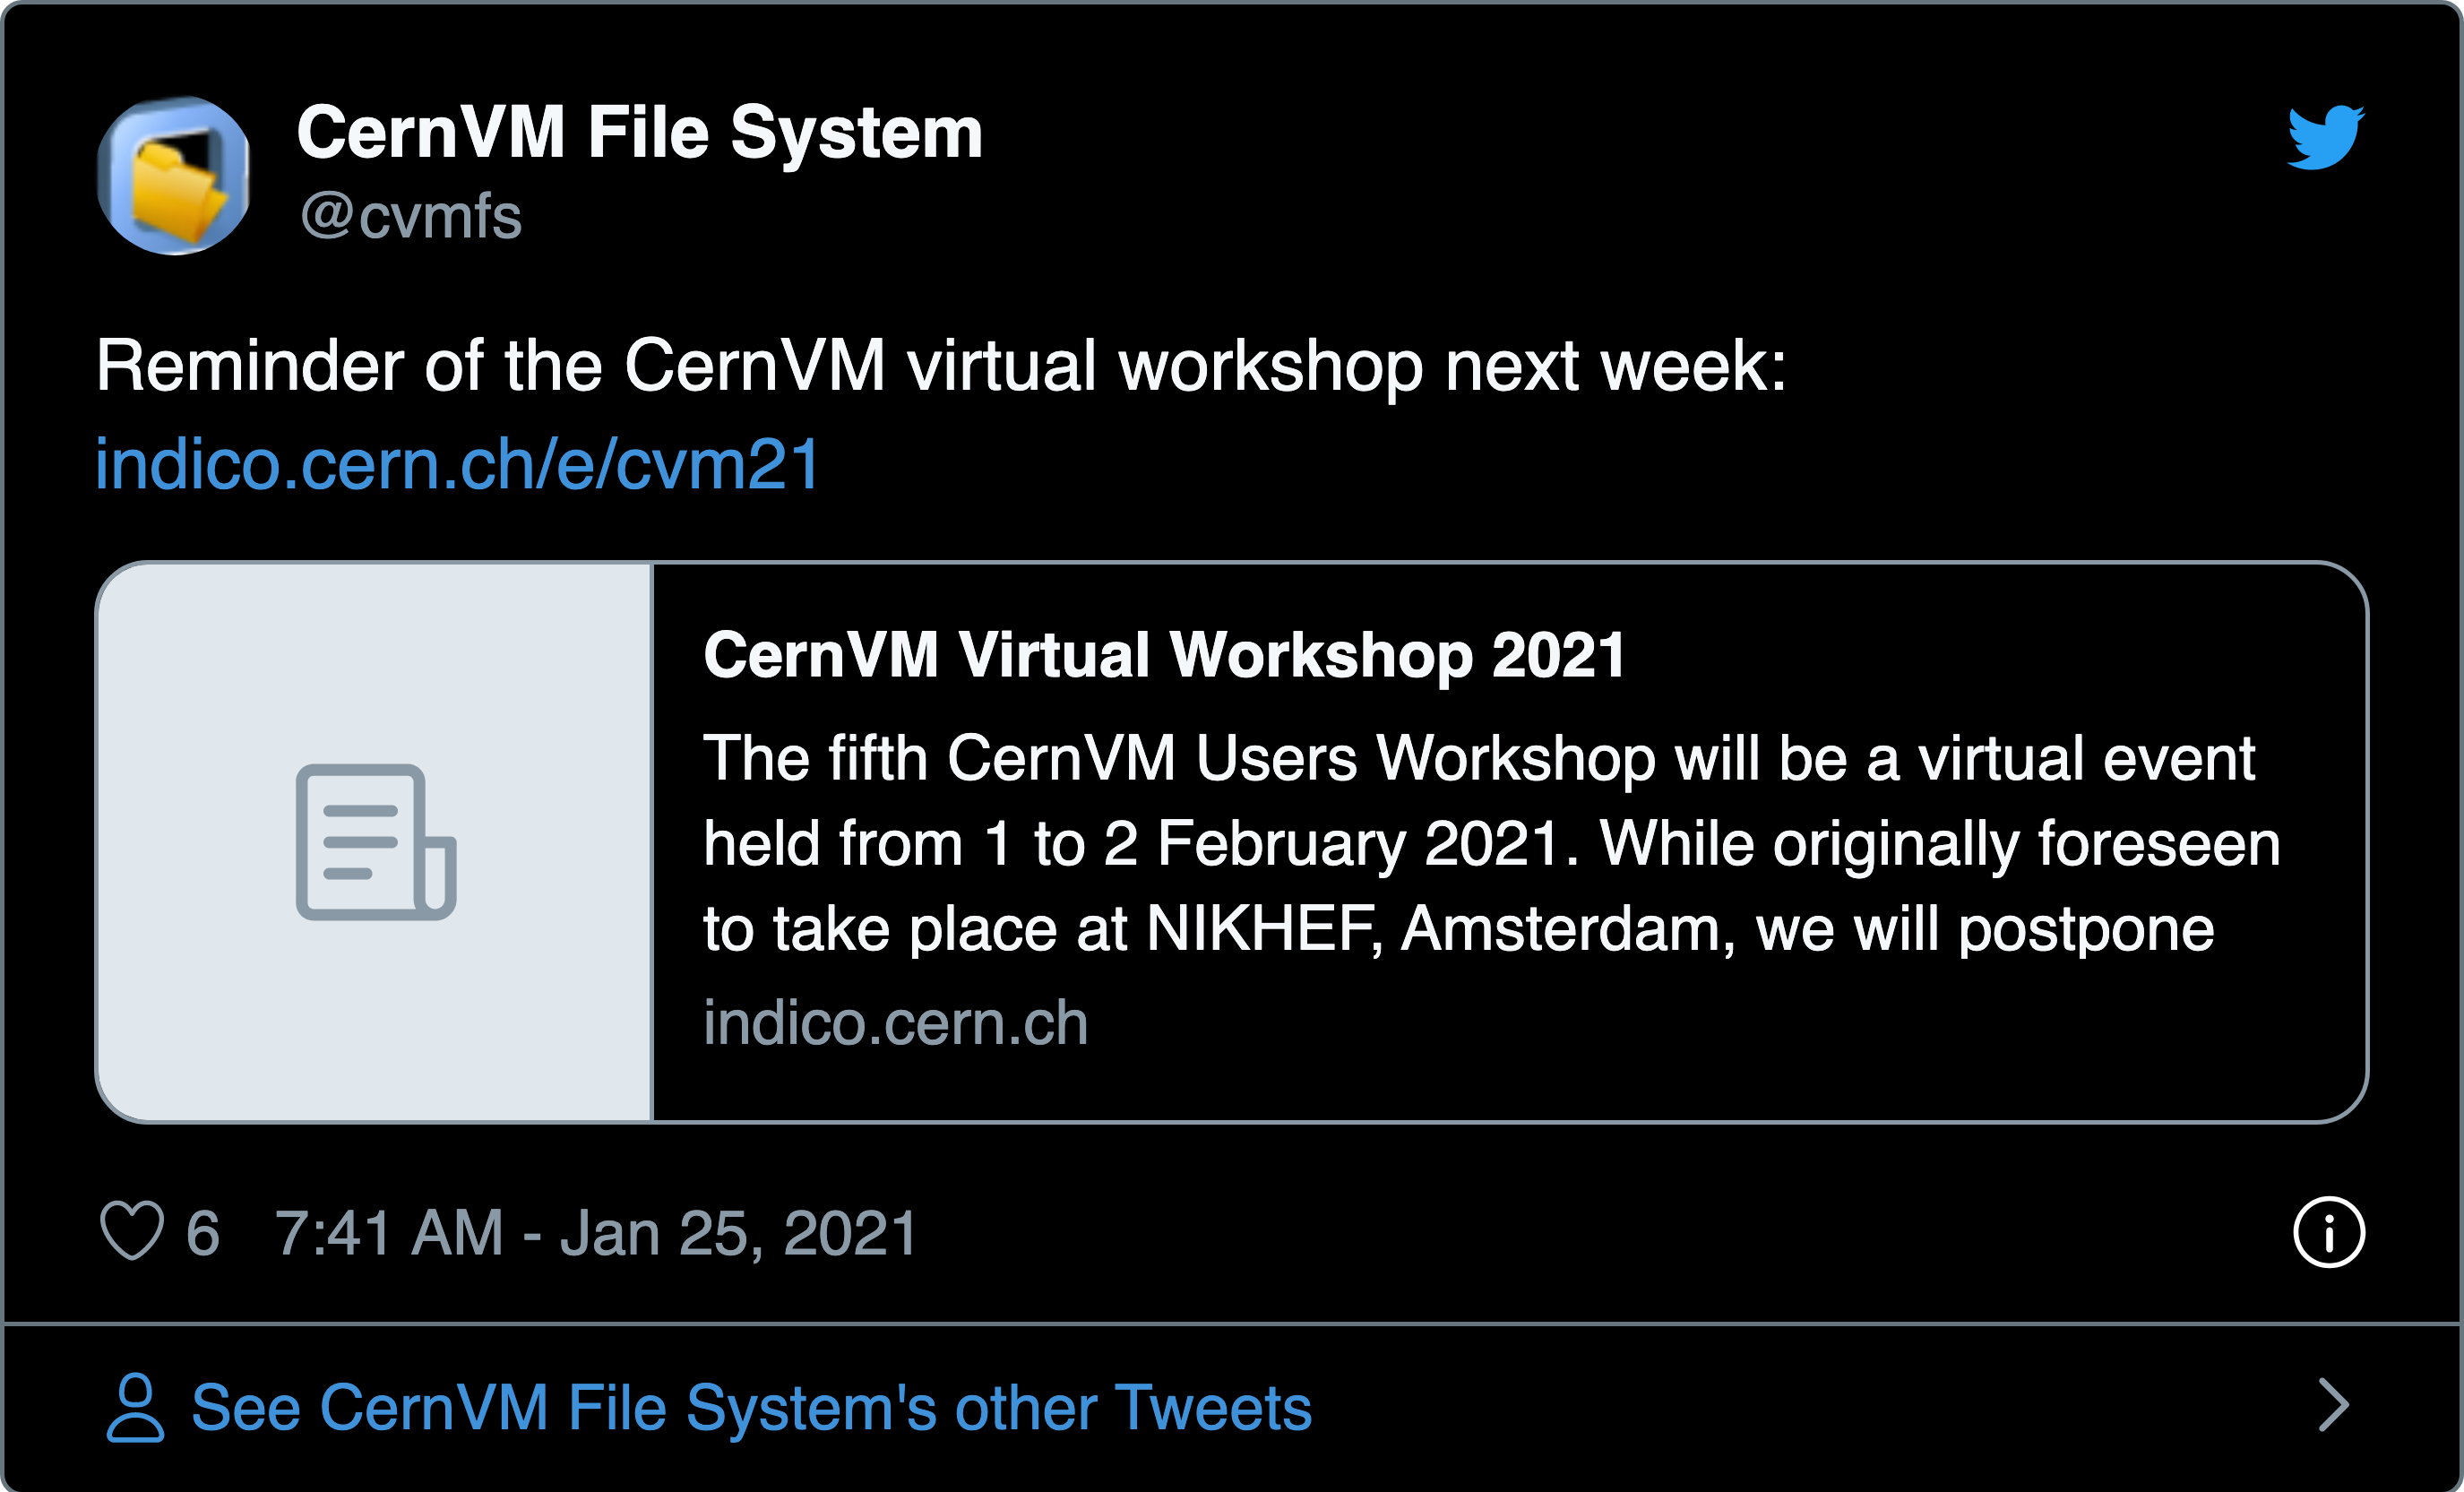 CernVM File System
@cvmfs
Reminder of the CernVM virtual workshop next week:
indico.cern.ch/e/cvm21
CernVM Virtual Workshop 2021
The fifth CernVM Users Workshop will be a virtual event
held from 1 to 2 February 2021. While originally foreseen
to take place at NIKHEF, Amsterdam, we will postpone
indico.cern.ch
6 7:41 AM - Jan 25, 2021
See CernVM File System's other Tweets